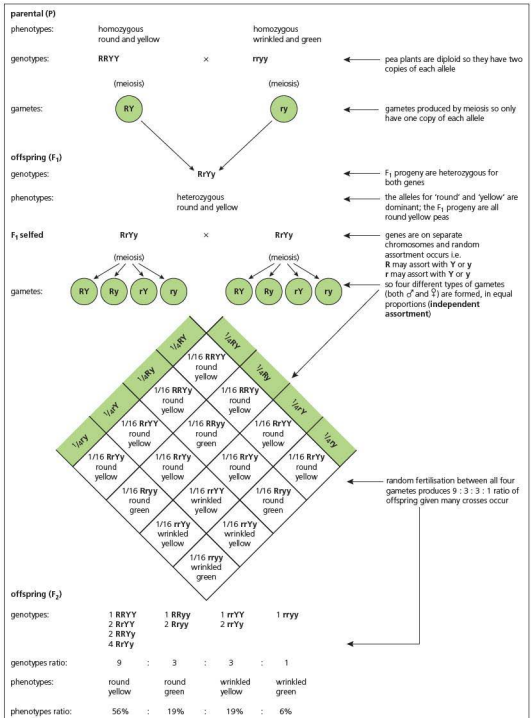 parental (P)
phenotypes: homozygous homozygous
round and yellow wrinkled and green
genotypes: RRYY × rryy pea plants are diploid so they have two
copies of each allele
(meiosis) (meiosis)
gametes: RY ry gametes produced by meiosis so only
have one copy of each allele
offspring (F₁)
genotypes: RrYy F₁ progeny are heterozygous for
both genes
phenotypes: heterozygous the alleles for 'round' and 'yellow' are
round and yellow dominant; the F₁ progeny are all
round yellow peas
F₁ selfed RrYy × RrYy genes are on separate
chromosomes and random
(meiosis) (meiosis) assortment occurs i.e.
R may assort with Y or y
gametes: RY Ry rY ry RY Ry rY ry r may assort with Y or y
so four different types of gametes
(both ♂ and ♀) are formed, in equal
proportions (independent
assortment)
1/4RY 1/4RY
1/4Ry 1/4Ry
1/4rY 1/4rY
1/4ry 1/4ry
1/16 RRYY
round
yellow
1/16 RRYy 1/16 RRYy
round round
yellow yellow
1/16 RrYY 1/16 RRyy 1/16 RrYY
round round round
yellow green yellow
1/16 RrYy 1/16 RrYy 1/16 RrYy 1/16 RrYy
round round round round
yellow yellow yellow yellow
1/16 Rryy 1/16 rrYY 1/16 Rryy
round wrinkled round
green yellow green
1/16 rrYy 1/16 rrYy
wrinkled wrinkled
yellow yellow
1/16 rryy
wrinkled
green
random fertilisation between all four
gametes produces 9 : 3 : 3 : 1 ratio of
offspring given many crosses occur
offspring (F₂)
genotypes: 1 RRYY 1 RRyy 1 rrYY 1 rryy
2 RrYY 2 Rryy 2 rrYy
2 RRYy
4 RrYy
genotypes ratio: 9 : 3 : 3 : 1
phenotypes: round round wrinkled wrinkled
yellow green yellow green
phenotypes ratio: 56% : 19% : 19% : 6%